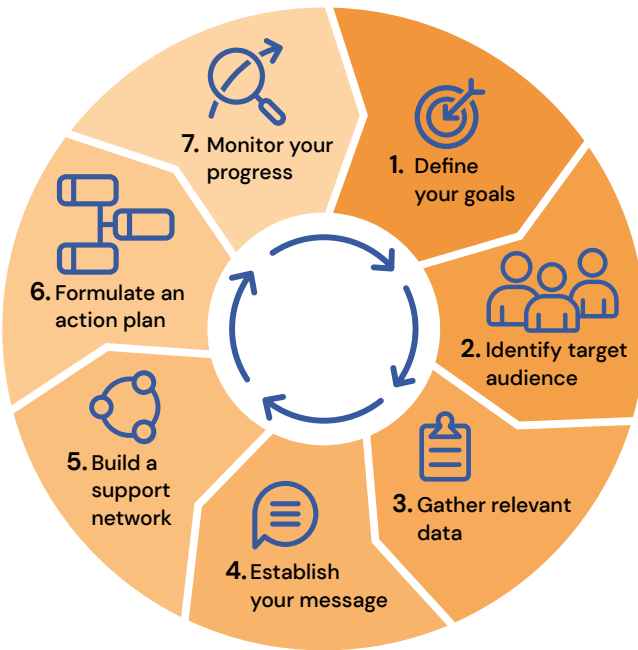 1. Define
your goals
2. Identify target
audience
3. Gather relevant
data
4. Establish
your message
5. Build a
support
network
6. Formulate an
action plan
7. Monitor your
progress